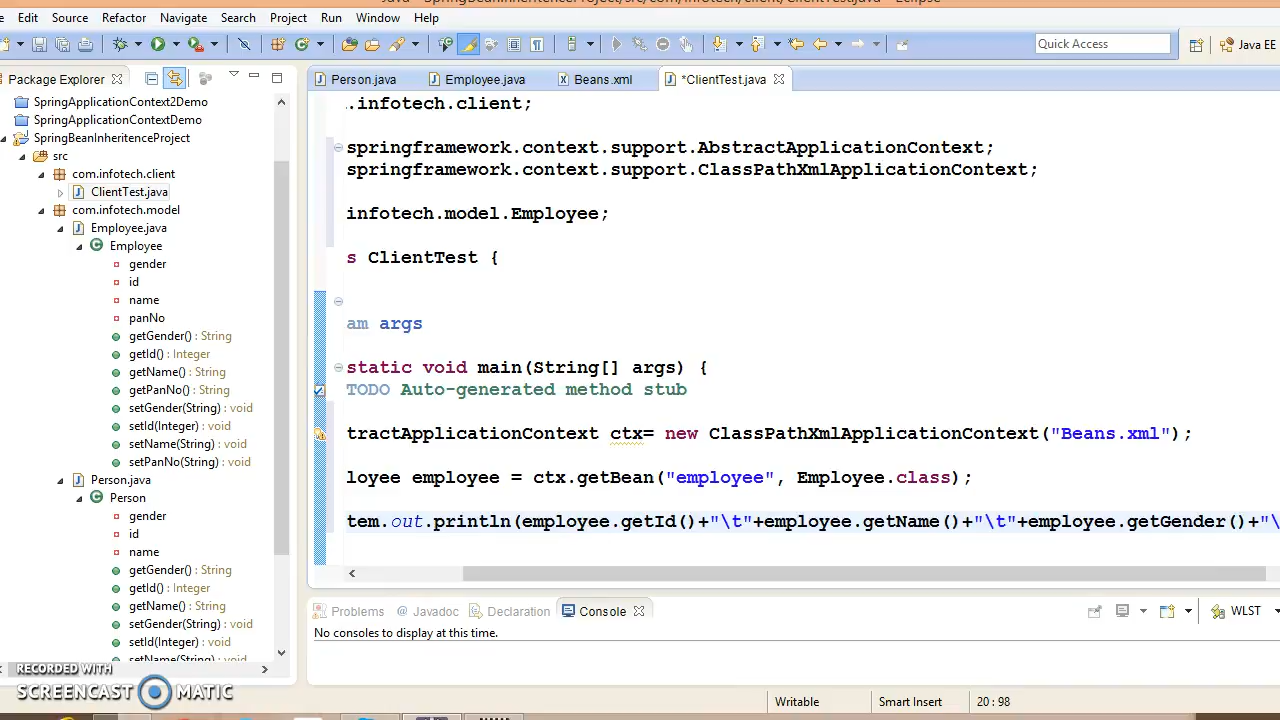 Edit Source Refactor Navigate Search Project Run Window Help
Quick Access
Java EE
Package Explorer
Person.java Employee.java Beans.xml *ClientTest.java
SpringApplicationContext2Demo
SpringApplicationContextDemo
SpringBeanInheritenceProject
src
com.infotech.client
ClientTest.java
com.infotech.model
Employee.java
Employee
gender
id
name
panNo
getGender() : String
getId() : Integer
getName() : String
getPanNo() : String
setGender(String) : void
setId(Integer) : void
setName(String) : void
setPanNo(String) : void
Person.java
Person
gender
id
name
getGender() : String
getId() : Integer
getName() : String
setGender(String) : void
setId(Integer) : void
setName(String) : void
.infotech.client;
springframework.context.support.AbstractApplicationContext;
springframework.context.support.ClassPathXmlApplicationContext;
infotech.model.Employee;
s ClientTest {
am args
static void main(String[] args) {
TODO Auto-generated method stub
tractApplicationContext ctx= new ClassPathXmlApplicationContext("Beans.xml");
loyee employee = ctx.getBean("employee", Employee.class);
tem.out.println(employee.getId()+"\t"+employee.getName()+"\t"+employee.getGender()+"\
Problems @ Javadoc Declaration Console
WLST
No consoles to display at this time.
RECORDED WITH
SCREENCAST MATIC
Writable Smart Insert 20 : 98